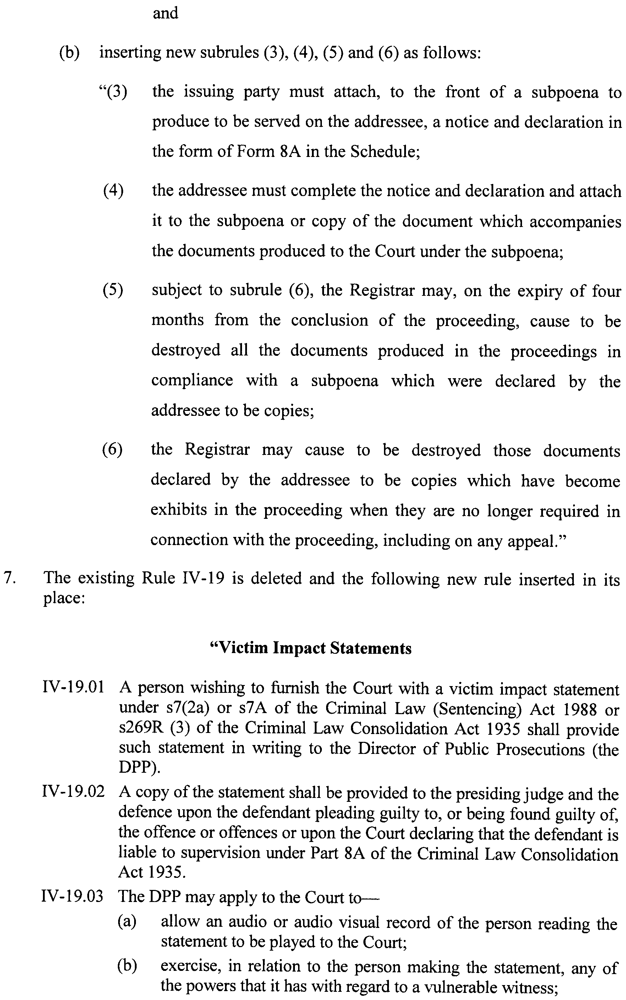 and
(b) inserting new subrules (3), (4), (5) and (6) as follows:
“(3) the issuing party must attach, to the front of a subpoena to
produce to be served on the addressee, a notice and declaration in
the form of Form 8A in the Schedule;
(4) the addressee must complete the notice and declaration and attach
it to the subpoena or copy of the document which accompanies
the documents produced to the Court under the subpoena;
(5) subject to subrule (6), the Registrar may, on the expiry of four
months from the conclusion of the proceeding, cause to be
destroyed all the documents produced in the proceedings in
compliance with a subpoena which were declared by the
addressee to be copies;
(6) the Registrar may cause to be destroyed those documents
declared by the addressee to be copies which have become
exhibits in the proceeding when they are no longer required in
connection with the proceeding, including on any appeal.”
7. The existing Rule IV-19 is deleted and the following new rule inserted in its
place:
“Victim Impact Statements
IV-19.01 A person wishing to furnish the Court with a victim impact statement
under s7(2a) or s7A of the Criminal Law (Sentencing) Act 1988 or
s269R (3) of the Criminal Law Consolidation Act 1935 shall provide
such statement in writing to the Director of Public Prosecutions (the
DPP).
IV-19.02 A copy of the statement shall be provided to the presiding judge and the
defence upon the defendant pleading guilty to, or being found guilty of,
the offence or offences or upon the Court declaring that the defendant is
liable to supervision under Part 8A of the Criminal Law Consolidation
Act 1935.
IV-19.03 The DPP may apply to the Court to—
(a) allow an audio or audio visual record of the person reading the
statement to be played to the Court;
(b) exercise, in relation to the person making the statement, any of
the powers that it has with regard to a vulnerable witness;